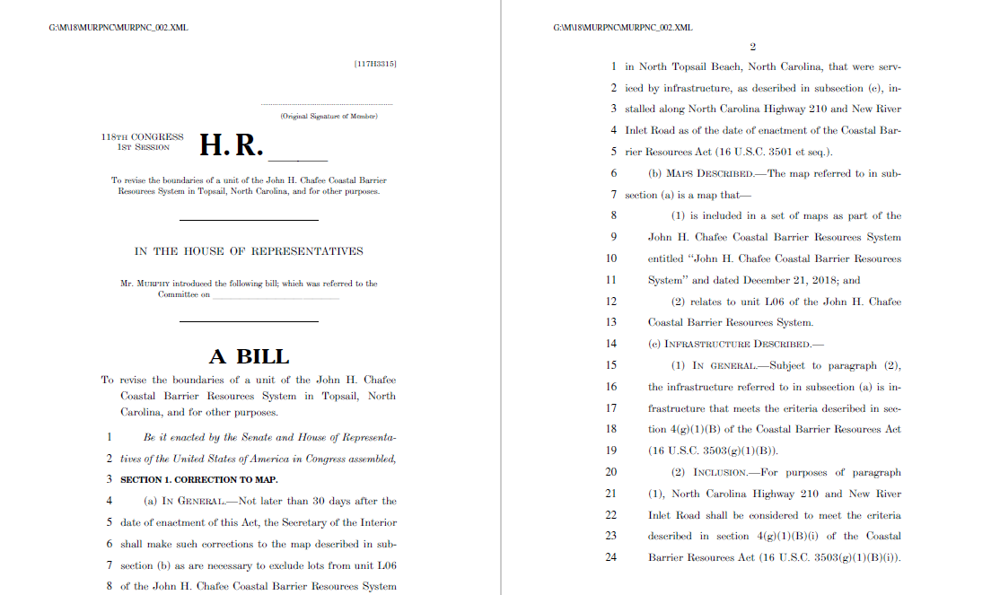 G:\M\18\MURPNC\MURPNC_002.XML
[117H3315]
.....................................................................
(Original Signature of Member)
118TH CONGRESS
1ST SESSION
H. R. ________
To revise the boundaries of a unit of the John H. Chafee Coastal Barrier
Resources System in Topsail, North Carolina, and for other purposes.
IN THE HOUSE OF REPRESENTATIVES
Mr. MURPHY introduced the following bill; which was referred to the
Committee on ______________________________
A BILL
To revise the boundaries of a unit of the John H. Chafee
Coastal Barrier Resources System in Topsail, North
Carolina, and for other purposes.
1 Be it enacted by the Senate and House of Representa-
2 tives of the United States of America in Congress assembled,
3 SECTION 1. CORRECTION TO MAP.
4 (a) IN GENERAL.—Not later than 30 days after the
5 date of enactment of this Act, the Secretary of the Interior
6 shall make such corrections to the map described in sub-
7 section (b) as are necessary to exclude lots from unit L06
8 of the John H. Chafee Coastal Barrier Resources System
G:\M\18\MURPNC\MURPNC_002.XML
2
1 in North Topsail Beach, North Carolina, that were serv-
2 iced by infrastructure, as described in subsection (c), in-
3 stalled along North Carolina Highway 210 and New River
4 Inlet Road as of the date of enactment of the Coastal Bar-
5 rier Resources Act (16 U.S.C. 3501 et seq.).
6 (b) MAPS DESCRIBED.—The map referred to in sub-
7 section (a) is a map that—
8 (1) is included in a set of maps as part of the
9 John H. Chafee Coastal Barrier Resources System
10 entitled “John H. Chafee Coastal Barrier Resources
11 System” and dated December 21, 2018; and
12 (2) relates to unit L06 of the John H. Chafee
13 Coastal Barrier Resources System.
14 (c) INFRASTRUCTURE DESCRIBED.—
15 (1) IN GENERAL.—Subject to paragraph (2),
16 the infrastructure referred to in subsection (a) is in-
17 frastructure that meets the criteria described in sec-
18 tion 4(g)(1)(B) of the Coastal Barrier Resources Act
19 (16 U.S.C. 3503(g)(1)(B)).
20 (2) INCLUSION.—For purposes of paragraph
21 (1), North Carolina Highway 210 and New River
22 Inlet Road shall be considered to meet the criteria
23 described in section 4(g)(1)(B)(i) of the Coastal
24 Barrier Resources Act (16 U.S.C. 3503(g)(1)(B)(i)).